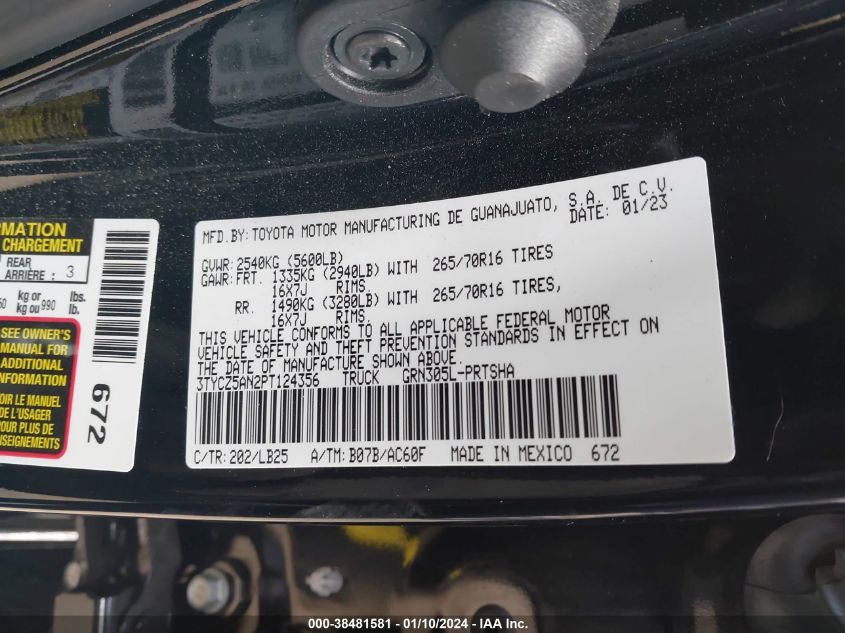 RMATION
CHARGEMENT
REAR
ARRIÈRE : 3
kg or lbs.
kg ou 990 lb.
SEE OWNER'S
MANUAL FOR
ADDITIONAL
INFORMATION
OIR LE MANUEL
DE L'USAGER
POUR PLUS DE
NSEIGNEMENTS
672
MFD.BY: TOYOTA MOTOR MANUFACTURING DE GUANAJUATO, S.A. DE C.V.
DATE: 01/23
GVWR: 2540KG (5600LB)
GAWR: FRT. 1335KG (2940LB) WITH 265/70R16 TIRES
16X7J RIMS.
RR. 1490KG (3280LB) WITH 265/70R16 TIRES,
16X7J RIMS.
THIS VEHICLE CONFORMS TO ALL APPLICABLE FEDERAL MOTOR
VEHICLE SAFETY AND THEFT PREVENTION STANDARDS IN EFFECT ON
THE DATE OF MANUFACTURE SHOWN ABOVE.
3TYCZ5AN2PT124356 TRUCK GRN305L-PRTSHA
C/TR: 202/LB25 A/TM: B07B/AC60F MADE IN MEXICO 672
000-38481581 - 01/10/2024 - IAA Inc.